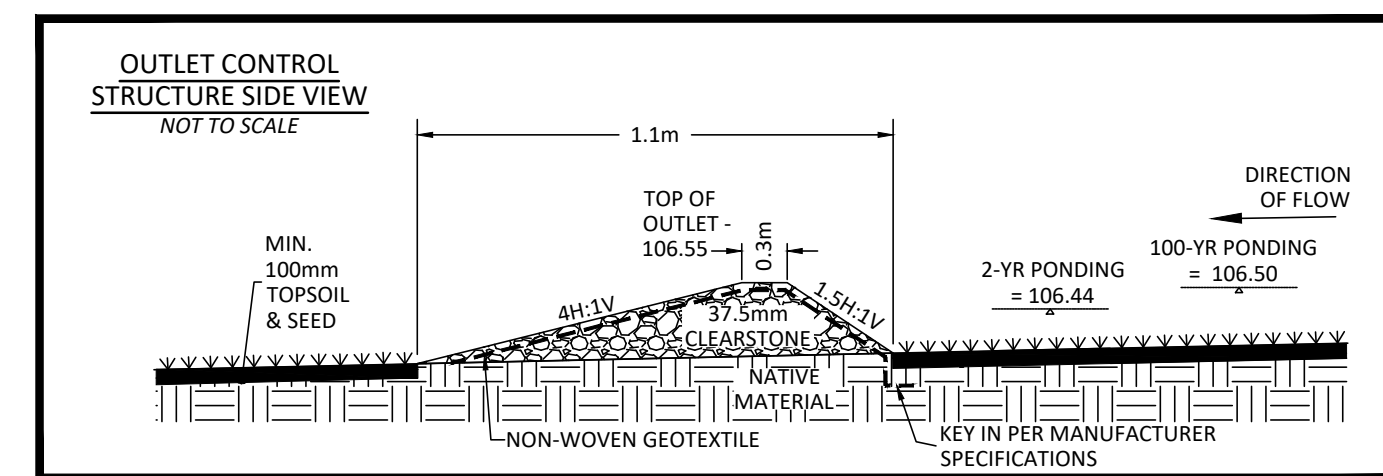 OUTLET CONTROL
STRUCTURE SIDE VIEW
NOT TO SCALE
1.1m
DIRECTION
OF FLOW
TOP OF
OUTLET -
106.55
0.3m
MIN.
100mm
TOPSOIL
& SEED
2-YR PONDING
= 106.44
100-YR PONDING
= 106.50
4H:1V
1.5H:1V
37.5mm
CLEARSTONE
NATIVE
MATERIAL
NON-WOVEN GEOTEXTILE
KEY IN PER MANUFACTURER
SPECIFICATIONS